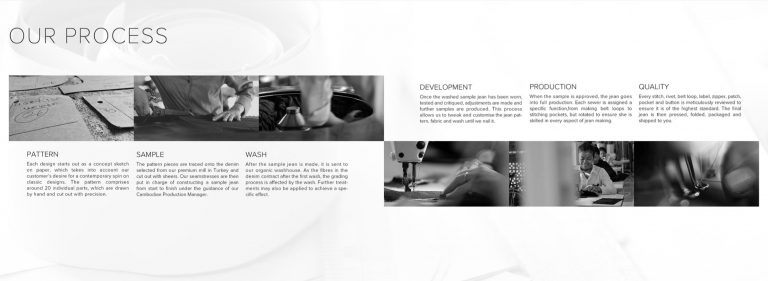 OUR PROCESS
PATTERN
Each design starts out as a concept sketch
on paper, which takes into account our
customer's desire for a contemporary spin on
classic designs. The pattern comprises
around 20 individual parts, which are drawn
by hand and cut out with precision.
SAMPLE
The pattern pieces are traced onto the denim
selected from our premium mill in Turkey and
cut out with shears. Our seamstresses are then
put in charge of constructing a sample jean
from start to finish under the guidance of our
Cambodian Production Manager.
WASH
After the sample jean is made, it is sent to
our organic washhouse. As the fibres in the
denim contract after the first wash, the grading
process is affected by the wash. Further treat-
ments may also be applied to achieve a spe-
cific effect.
DEVELOPMENT
Once the washed sample jean has been worn,
tested and critiqued, adjustments are made and
further samples are produced. This process
allows us to tweak and customise the jean pat-
tern, fabric and wash until we nail it.
PRODUCTION
When the sample is approved, the jean goes
into full production. Each sewer is assigned a
specific function,from making belt loops to
stitching pockets, but rotated to ensure she is
skilled in every aspect of jean making.
QUALITY
Every stitch, rivet, belt loop, label, zipper, patch,
pocket and button is meticulously reviewed to
ensure it is of the highest standard. The final
jean is then pressed, folded, packaged and
shipped to you.